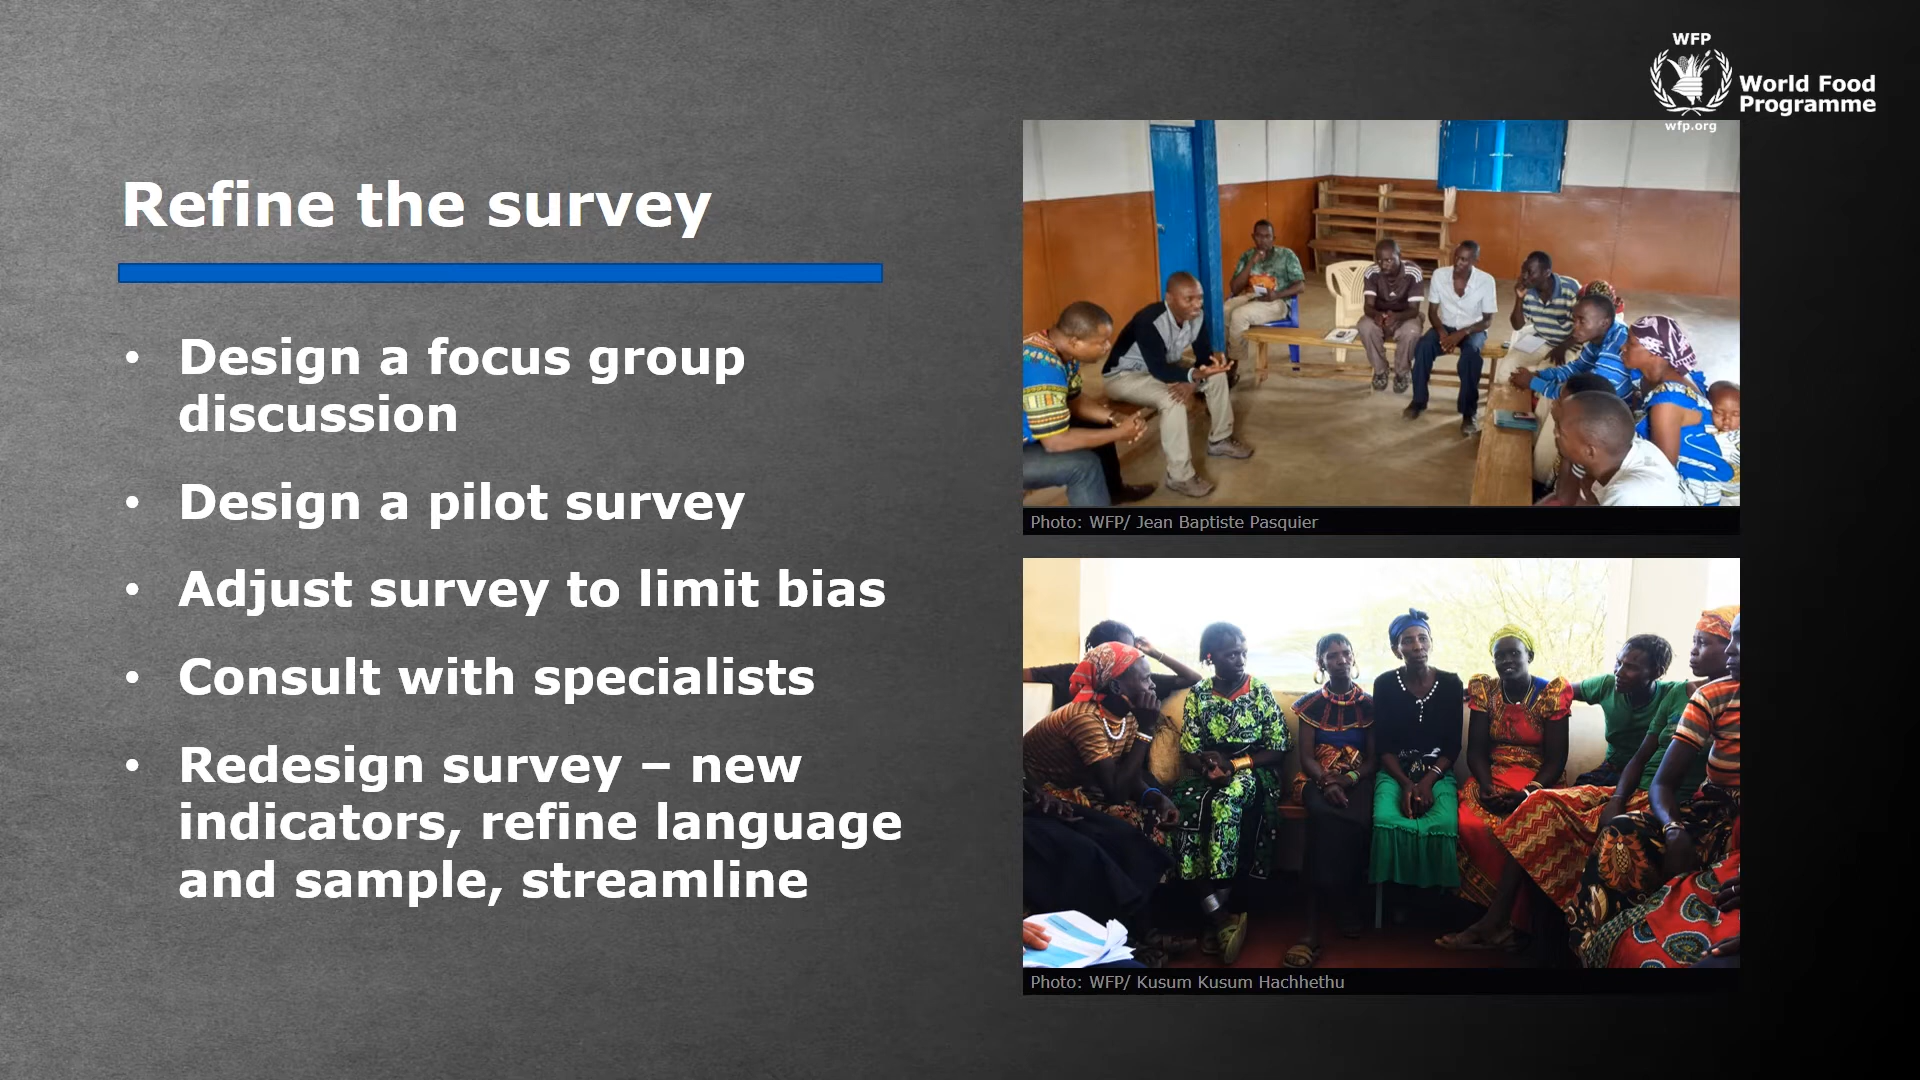 WFP
World Food
Programme
wfp.org
Refine the survey
• Design a focus group
discussion
• Design a pilot survey
• Adjust survey to limit bias
• Consult with specialists
• Redesign survey – new
indicators, refine language
and sample, streamline
Photo: WFP/ Jean Baptiste Pasquier
Photo: WFP/ Kusum Kusum Hachhethu